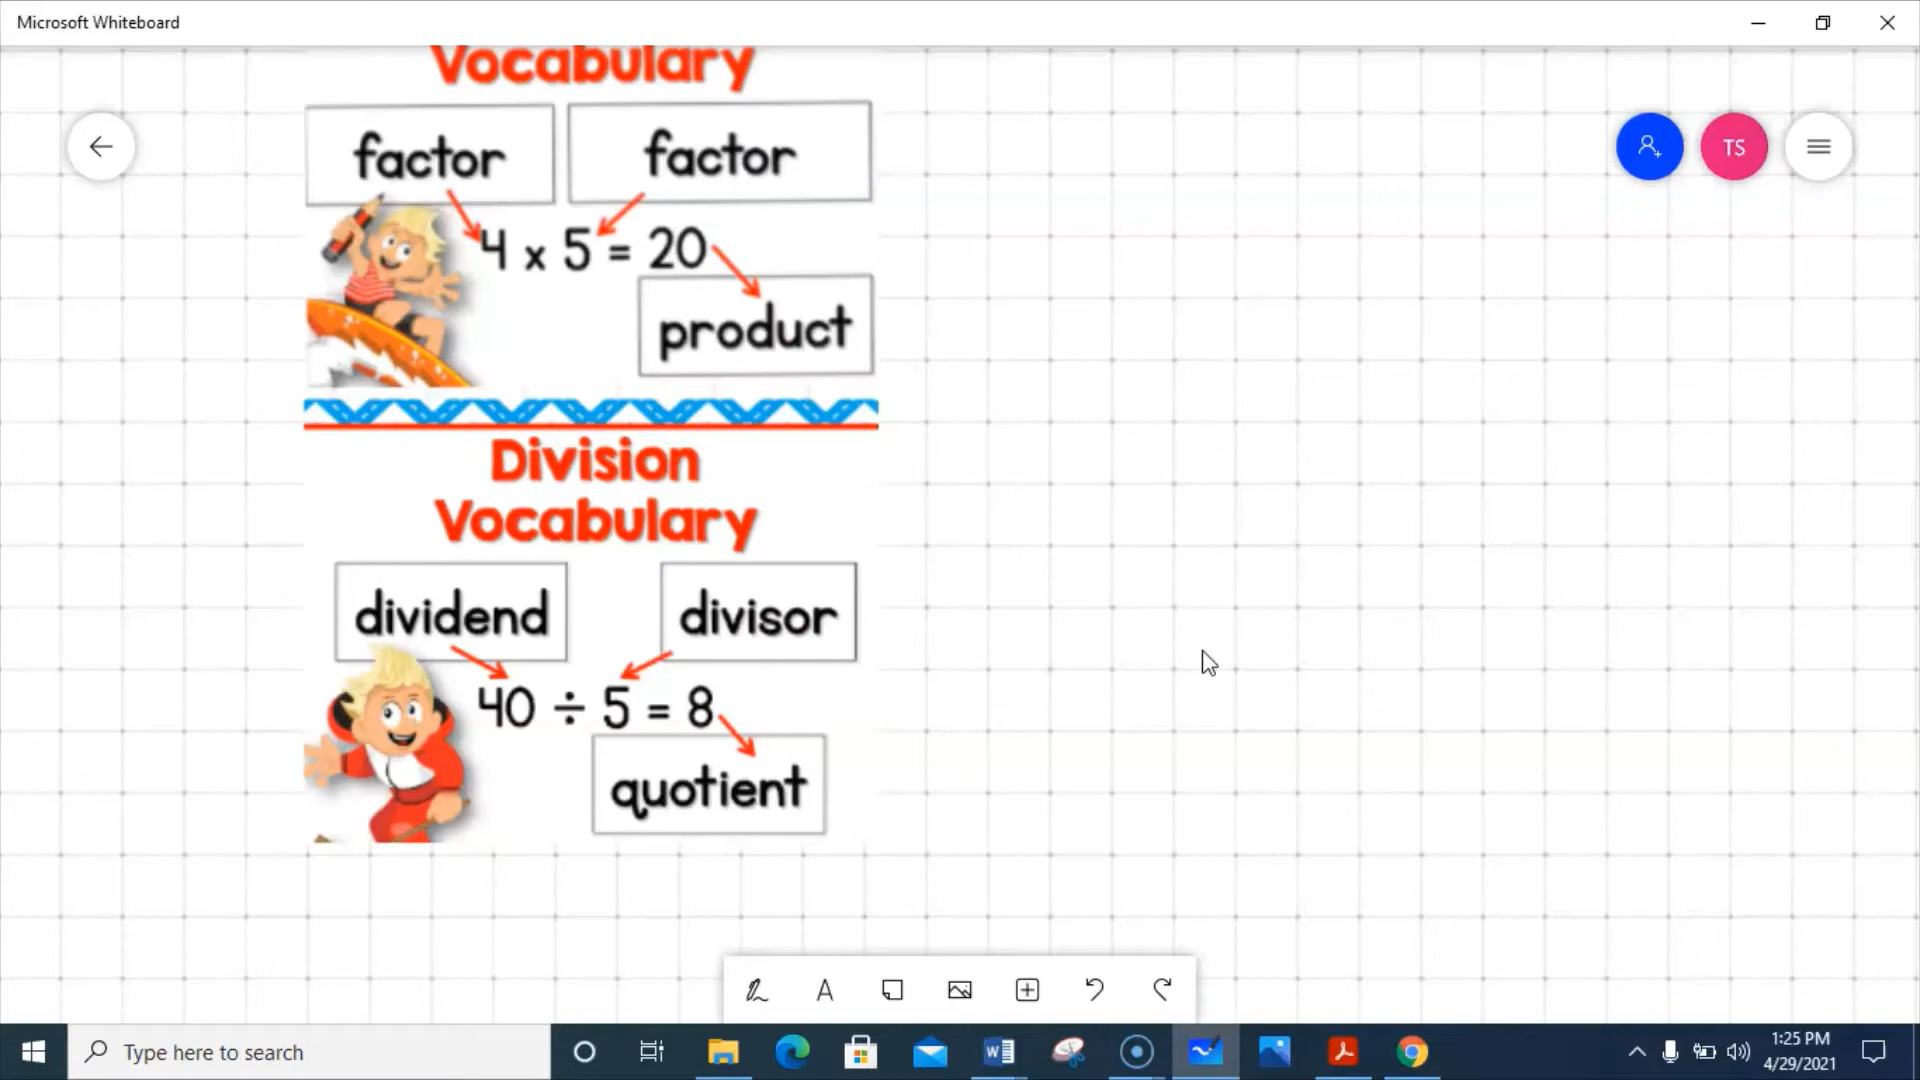 Microsoft Whiteboard
Vocabulary
factor factor
4 x 5 = 20
product
Division
Vocabulary
dividend divisor
40 ÷ 5 = 8
quotient
TS
Type here to search
1:25 PM
4/29/2021